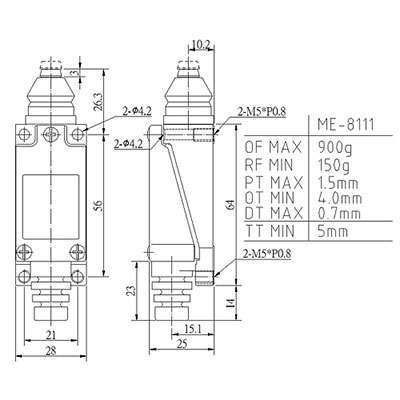 10.2
3
26.3
2-ϕ4.2
2-ϕ4.2
2-M5*P0.8
56
64
ME-8111
OF MAX 900g
RF MIN 150g
PT MAX 1.5mm
OT MIN 4.0mm
DT MAX 0.7mm
TT MIN 5mm
2-M5*P0.8
23
14
21
28
15.1
25